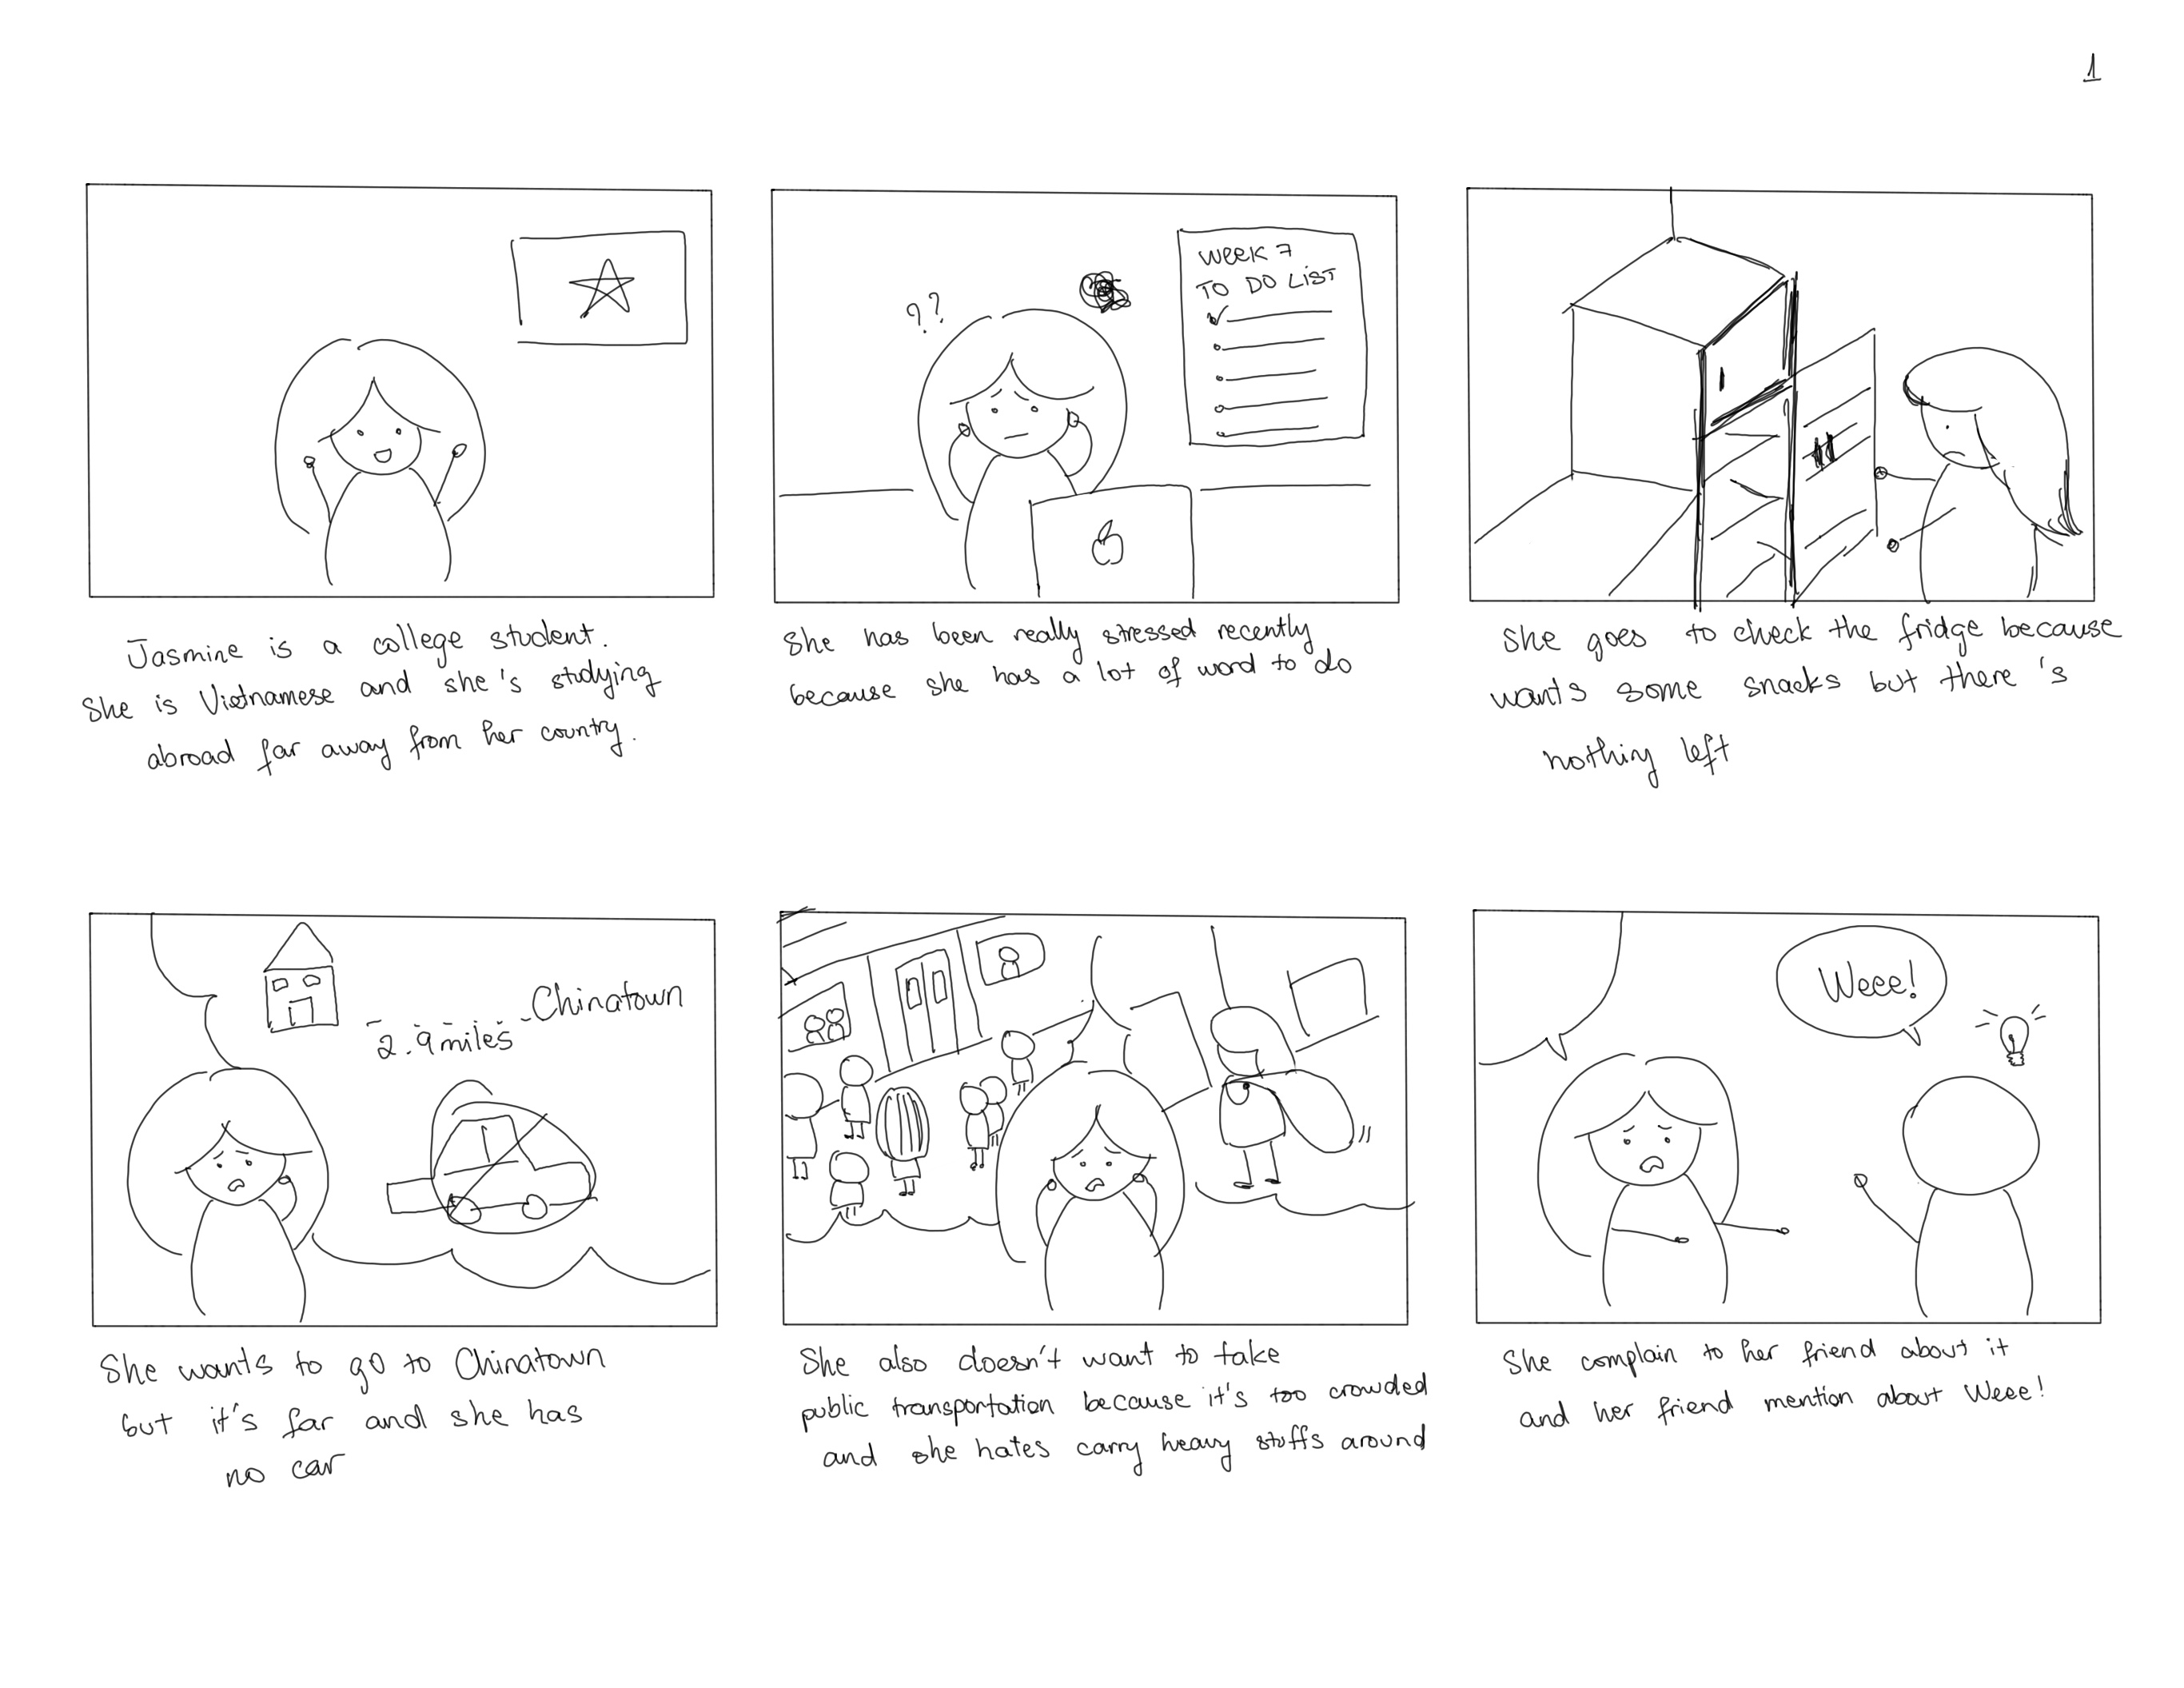 1
WEEK 7
TO DO LIST
??
Jasmine is a college student.
She is Vietnamese and she's studying
abroad far away from her country.
She has been really stressed recently
because she has a lot of word to do
She goes to check the fridge because
wants some snacks but there's
nothing left
Chinatown
2.9 miles
She wants to go to Chinatown
but it's far and she has
no car
She also doesn't want to take
public transportation because it's too crowded
and she hates carry heavy stuffs around
Weee!
She complain to her friend about it
and her friend mention about Weee!